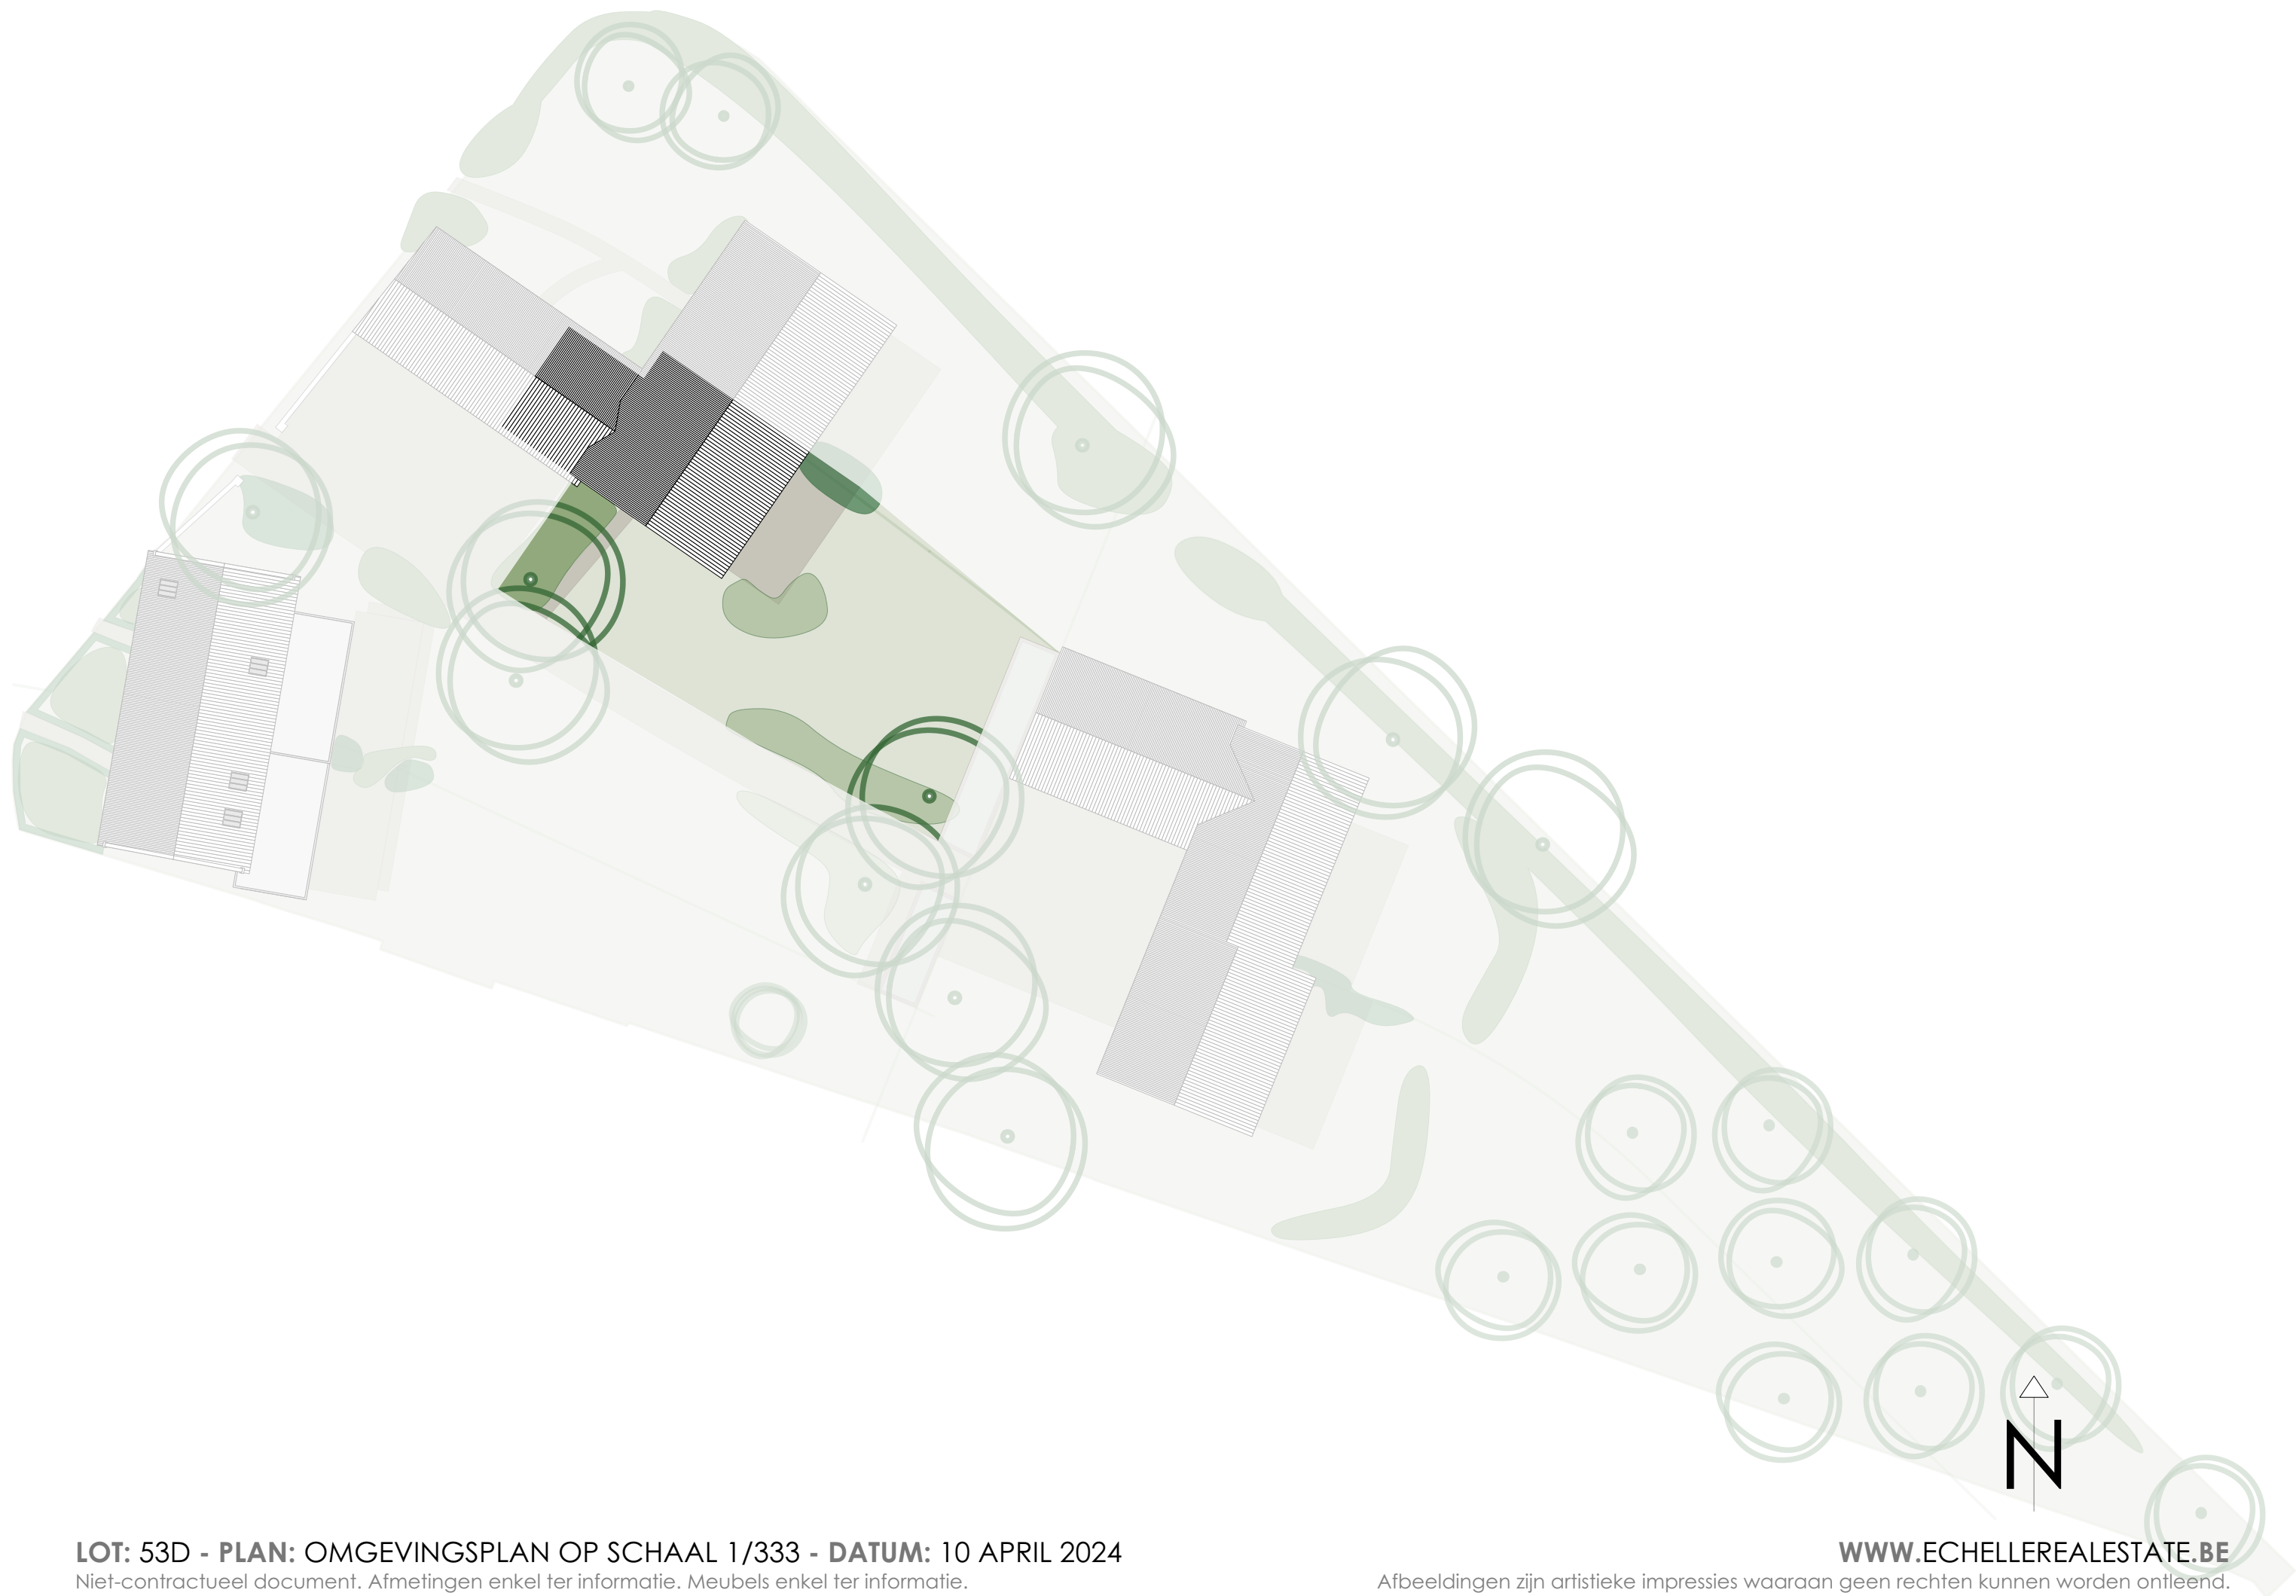 N
LOT: 53D - PLAN: OMGEVINGSPLAN OP SCHAAL 1/333 - DATUM: 10 APRIL 2024
WWW.ECHELLEREALESTATE.BE
Niet-contractueel document. Afmetingen enkel ter informatie. Meubels enkel ter informatie.
Afbeeldingen zijn artistieke impressies waaraan geen rechten kunnen worden ontleend.